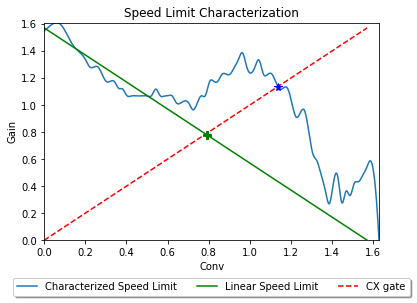 Speed Limit Characterization
1.6
1.4
1.2
1.0
0.8
0.6
0.4
0.2
0.0
Gain
0.0 0.2 0.4 0.6 0.8 1.0 1.2 1.4 1.6
Conv
Characterized Speed Limit Linear Speed Limit CX gate